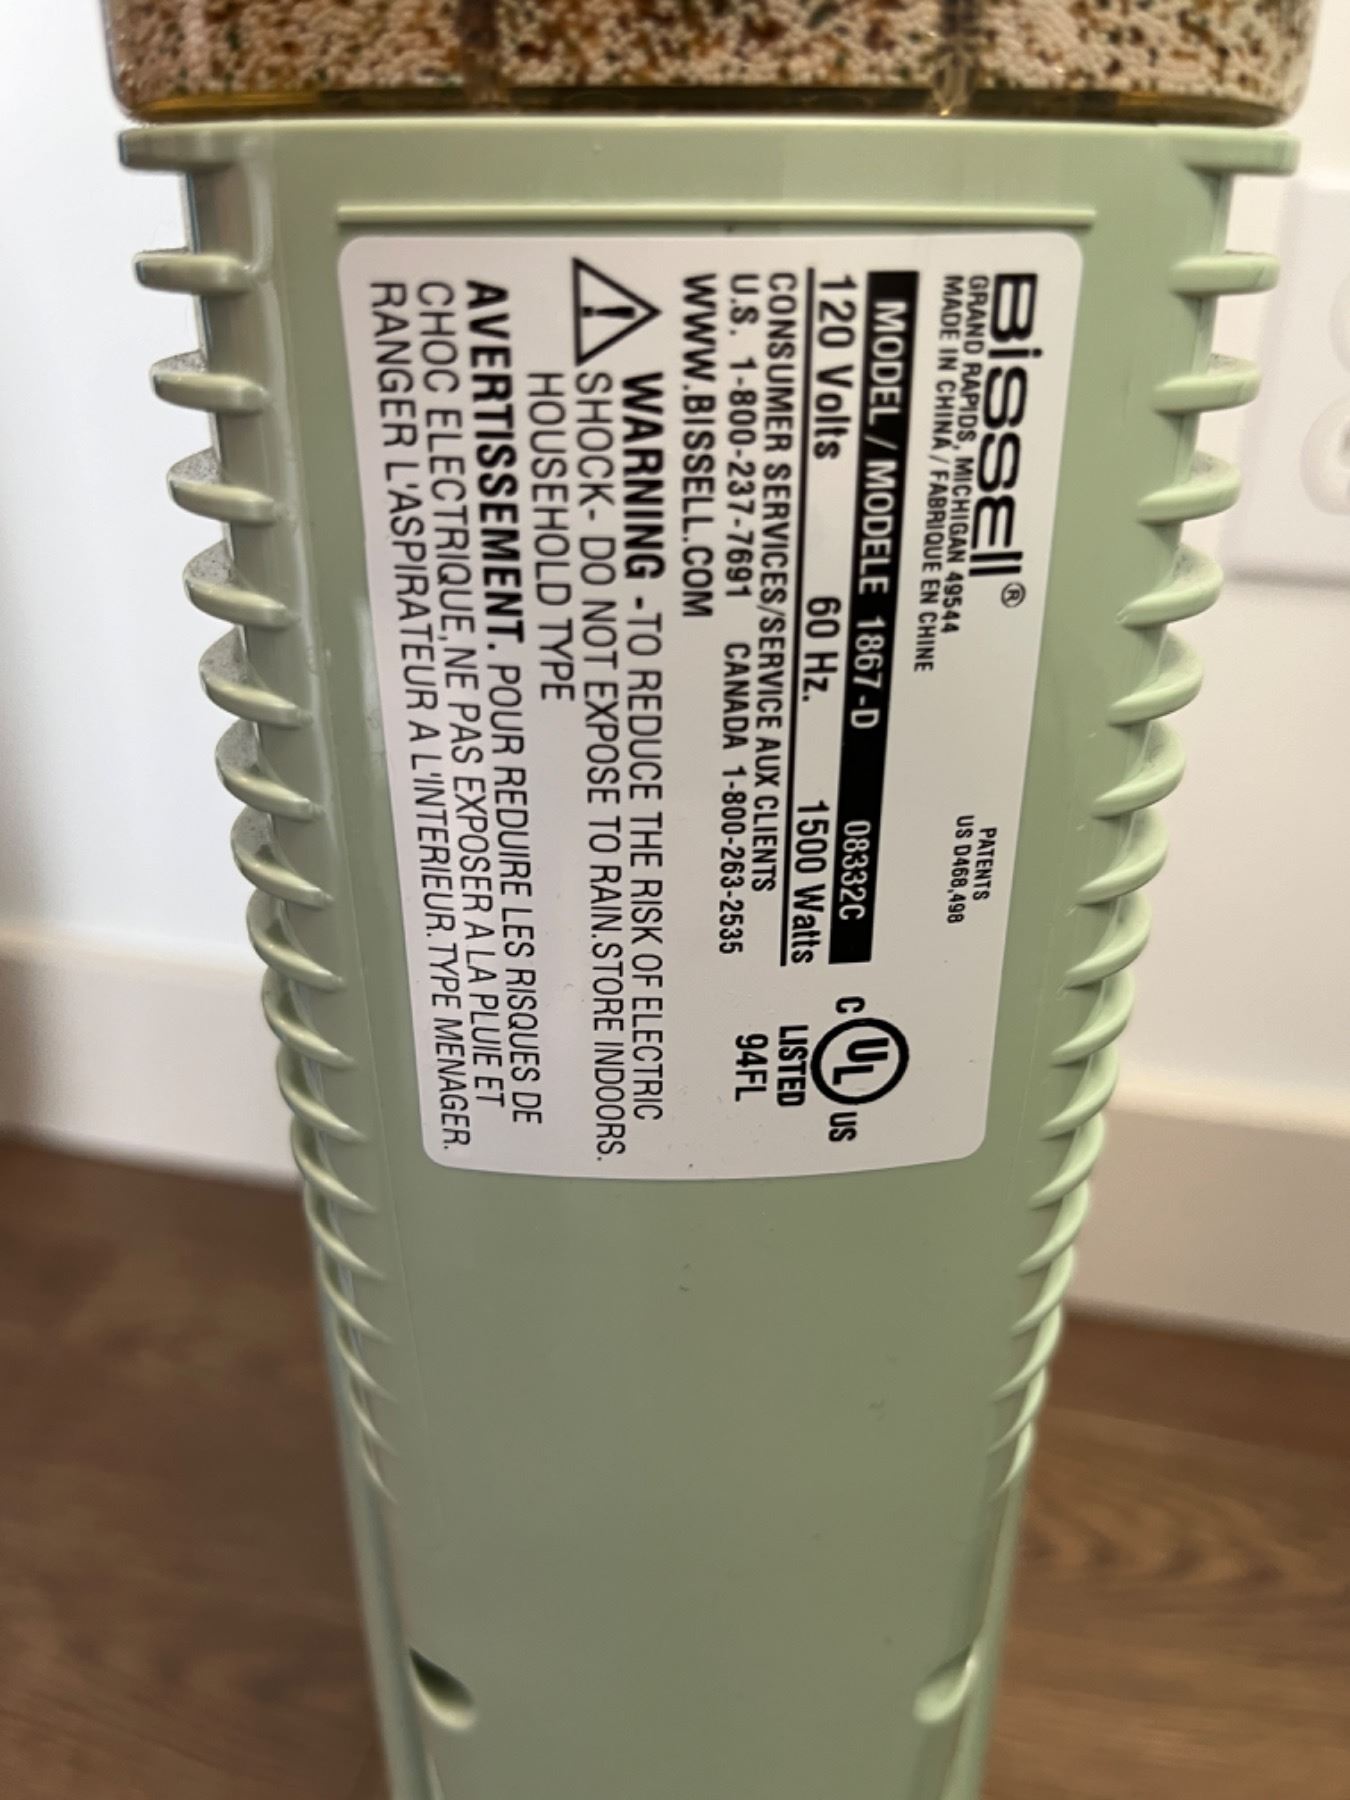 BISSELL®
GRAND RAPIDS, MICHIGAN 49544
MADE IN CHINA / FABRIQUE EN CHINE
PATENTS
US D468,498
MODEL / MODELE 1867-D 08332C
120 Volts 60 Hz. 1500 Watts
CONSUMER SERVICES/SERVICE AUX CLIENTS
U.S. 1-800-237-7691 CANADA 1-800-263-2535
WWW.BISSELL.COM
C UL US
LISTED
94FL
WARNING - TO REDUCE THE RISK OF ELECTRIC
SHOCK- DO NOT EXPOSE TO RAIN. STORE INDOORS.
HOUSEHOLD TYPE
AVERTISSEMENT. POUR REDUIRE LES RISQUES DE
CHOC ELECTRIQUE, NE PAS EXPOSER A LA PLUIE ET
RANGER L'ASPIRATEUR A L'INTERIEUR. TYPE MENAGER.